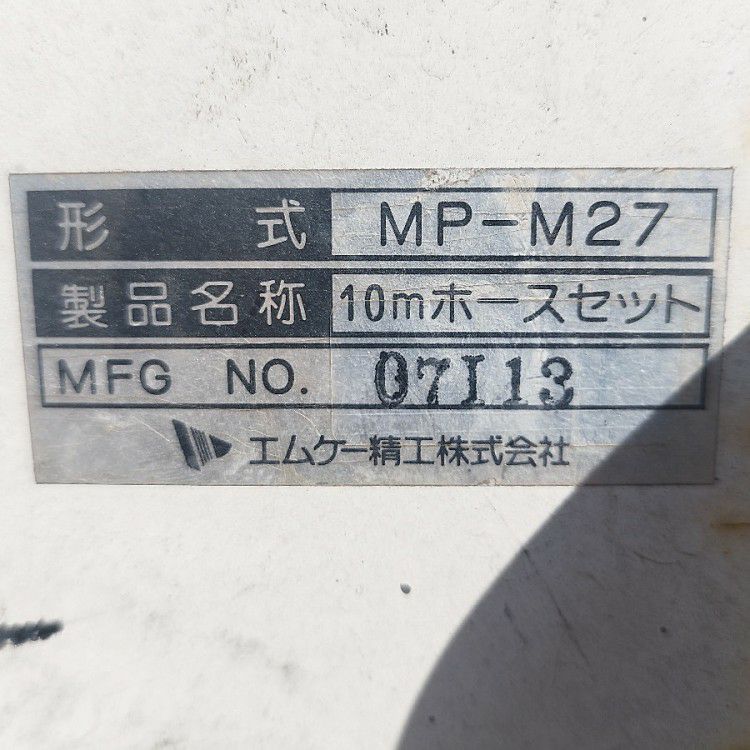 形 式 MP-M27
製品名称 10mホースセット
MFG NO. 07I13
エムケー精工株式会社